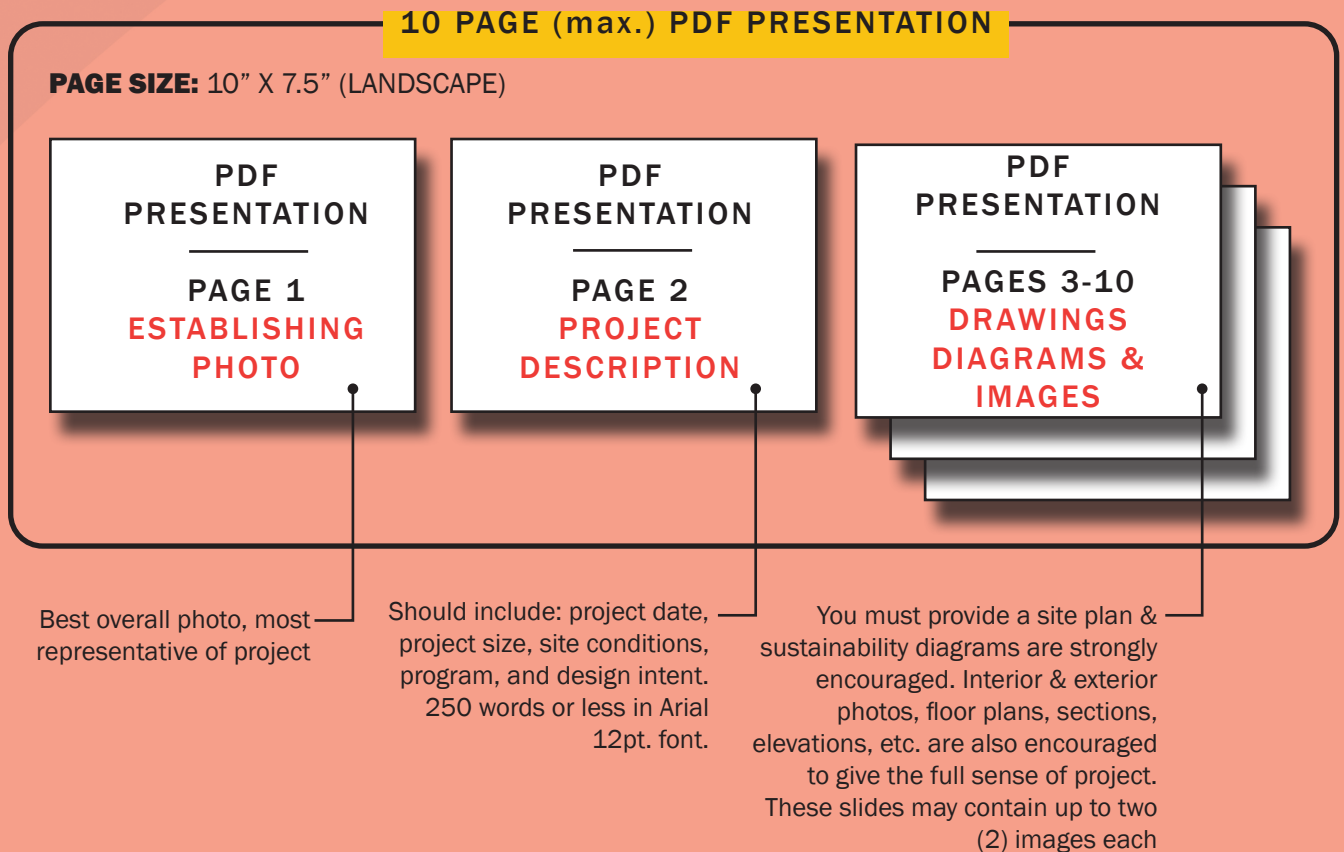 10 PAGE (max.) PDF PRESENTATION
PAGE SIZE: 10” X 7.5” (LANDSCAPE)
PDF
PRESENTATION
PAGE 1
ESTABLISHING
PHOTO
PDF
PRESENTATION
PAGE 2
PROJECT
DESCRIPTION
PDF
PRESENTATION
PAGES 3-10
DRAWINGS
DIAGRAMS &
IMAGES
Best overall photo, most
representative of project
Should include: project date,
project size, site conditions,
program, and design intent.
250 words or less in Arial
12pt. font.
You must provide a site plan &
sustainability diagrams are strongly
encouraged. Interior & exterior
photos, floor plans, sections,
elevations, etc. are also encouraged
to give the full sense of project.
These slides may contain up to two
(2) images each